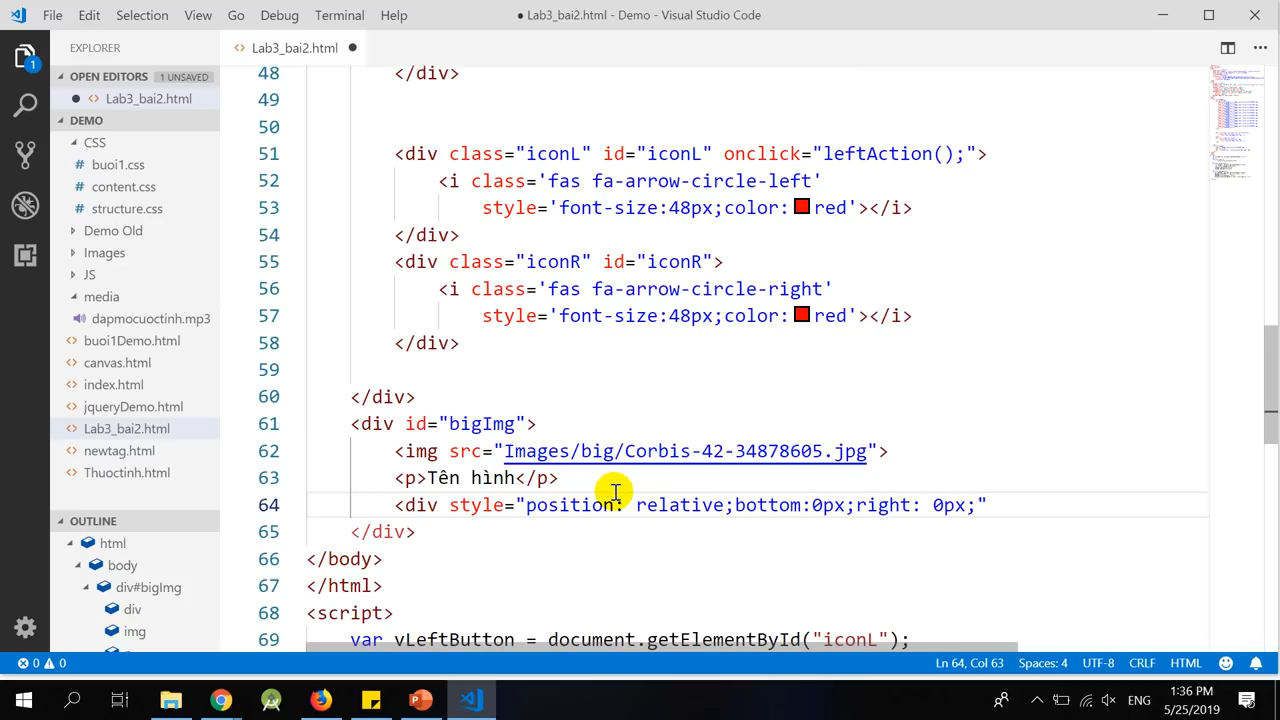 File Edit Selection View Go Debug Terminal Help
● Lab3_bai2.html - Demo - Visual Studio Code
EXPLORER
OPEN EDITORS 1 UNSAVED
● <> Lab3_bai2.html
DEMO
CSS
# buoi1.css
# content.css
# structure.css
Demo Old
Images
JS
media
dapmocuoctinh.mp3
<> buoi1Demo.html
<> canvas.html
<> index.html
<> jqueryDemo.html
<> Lab3_bai2.html
<> newtag.html
<> Thuoctinh.html
OUTLINE
html
body
div#bigImg
div
img
1
<> Lab3_bai2.html ●
48 </div>
49
50
51 <div class="iconL" id="iconL" onclick="leftAction();">
52 <i class='fas fa-arrow-circle-left'
53 style='font-size:48px;color: red'></i>
54 </div>
55 <div class="iconR" id="iconR">
56 <i class='fas fa-arrow-circle-right'
57 style='font-size:48px;color: red'></i>
58 </div>
59
60 </div>
61 <div id="bigImg">
62 <img src="Images/big/Corbis-42-34878605.jpg">
63 <p>Tên hình</p>
64 <div style="position: relative;bottom:0px;right: 0px;"
65 </div>
66 </body>
67 </html>
68 <script>
69 var vLeftButton = document.getElementById("iconL");
0 0
Ln 64, Col 63 Spaces: 4 UTF-8 CRLF HTML
ENG
1:36 PM
5/25/2019